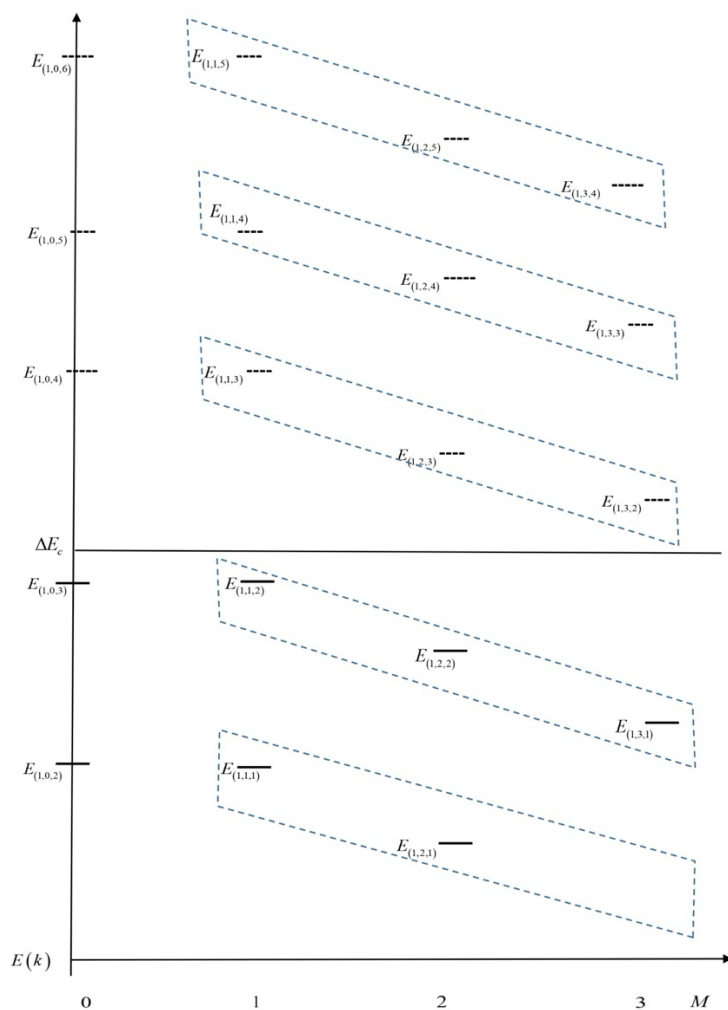 E(1,0,6)
E(1,1,5)
E(1,2,5)
E(1,3,4)
E(1,1,4)
E(1,0,5)
E(1,2,4)
E(1,3,3)
E(1,0,4)
E(1,1,3)
E(1,2,3)
E(1,3,2)
ΔE_c
E(1,0,3)
E(1,1,2)
E(1,2,2)
E(1,3,1)
E(1,0,2)
E(1,1,1)
E(1,2,1)
E(k)
0 1 2 3 M